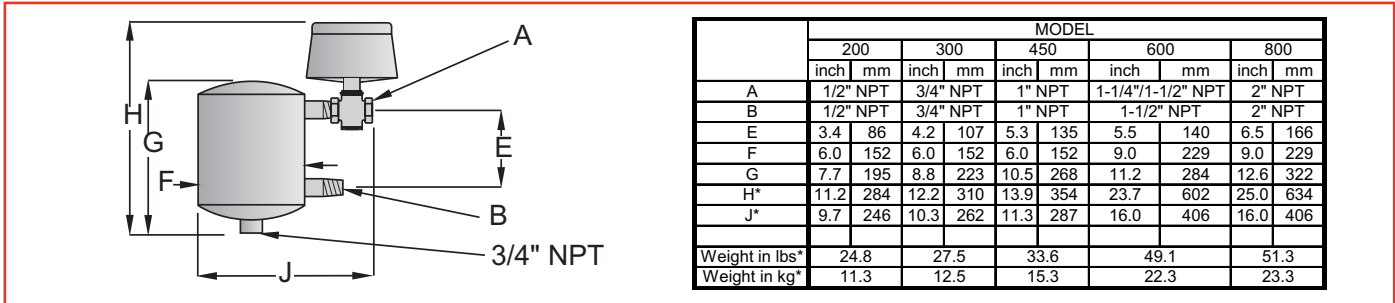 A
H
G
F
E
B
3/4" NPT
J
MODEL
200 300 450 600 800
inch mm inch mm inch mm inch mm inch mm
A 1/2" NPT 3/4" NPT 1" NPT 1-1/4"/1-1/2" NPT 2" NPT
B 1/2" NPT 3/4" NPT 1" NPT 1-1/2" NPT 2" NPT
E 3.4 86 4.2 107 5.3 135 5.5 140 6.5 166
F 6.0 152 6.0 152 6.0 152 9.0 229 9.0 229
G 7.7 195 8.8 223 10.5 268 11.2 284 12.6 322
H* 11.2 284 12.2 310 13.9 354 23.7 602 25.0 634
J* 9.7 246 10.3 262 11.3 287 16.0 406 16.0 406
Weight in lbs* 24.8 27.5 33.6 49.1 51.3
Weight in kg* 11.3 12.5 15.3 22.3 23.3